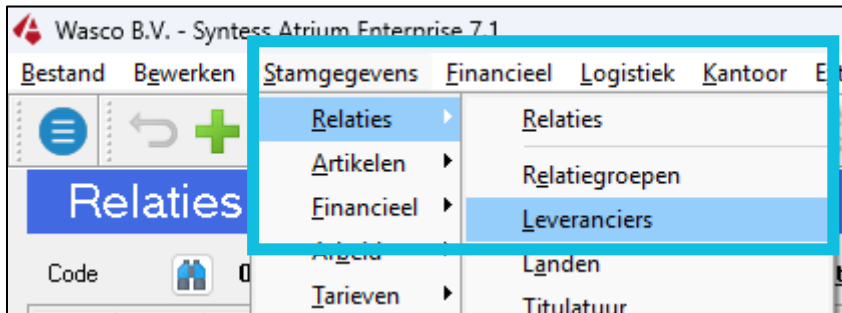 Wasco B.V. - Syntess Atrium Enterprise 7.1
Bestand Bewerken Stamgegevens Financieel Logistiek Kantoor
Relaties Relaties
Artikelen Relatiegroepen
Relaties Financieel Leveranciers
Arbeid Landen
Code Tarieven Titulatuur